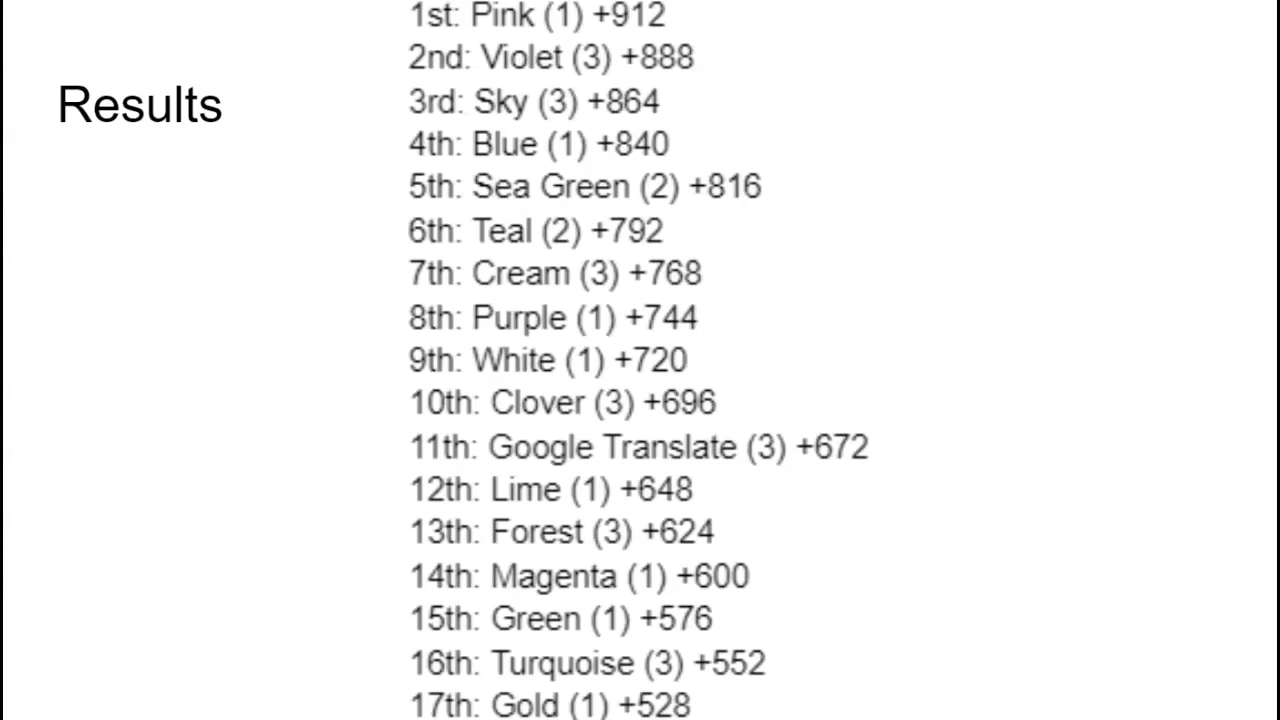 Results
1st: Pink (1) +912
2nd: Violet (3) +888
3rd: Sky (3) +864
4th: Blue (1) +840
5th: Sea Green (2) +816
6th: Teal (2) +792
7th: Cream (3) +768
8th: Purple (1) +744
9th: White (1) +720
10th: Clover (3) +696
11th: Google Translate (3) +672
12th: Lime (1) +648
13th: Forest (3) +624
14th: Magenta (1) +600
15th: Green (1) +576
16th: Turquoise (3) +552
17th: Gold (1) +528